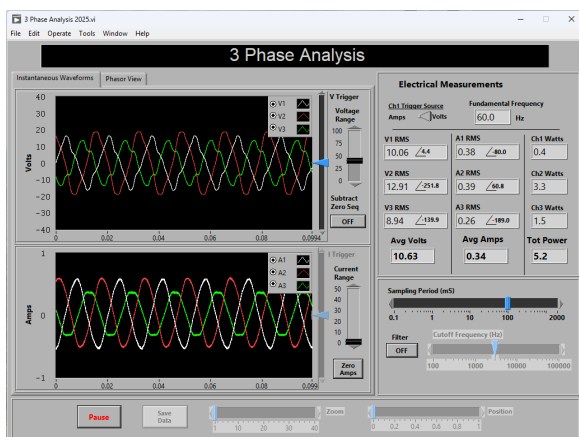 3 Phase Analysis 2025.vi
File Edit Operate Tools Window Help
3 Phase Analysis
Instantaneous Waveforms Phasor View
40
30
20
10
0
-10
-20
-30
-40
Volts
0 0.02 0.04 0.06 0.08 0.0994
V1
V2
V3
V Trigger
Voltage
Range
100
75
50
25
0
Subtract
Zero Seq
OFF
1
0
-1
Amps
0 0.02 0.04 0.06 0.08 0.0994
A1
A2
A3
I Trigger
Current
Range
50
40
30
20
10
0
Zero
Amps
Electrical Measurements
Ch1 Trigger Source
Amps Volts
Fundamental Frequency
60.0 Hz
V1 RMS A1 RMS Ch1 Watts
10.06 4.4 0.38 -80.0 0.4
V2 RMS A2 RMS Ch2 Watts
12.91 -251.8 0.39 60.8 3.3
V3 RMS A3 RMS Ch3 Watts
8.94 -139.9 0.26 -189.0 1.5
Avg Volts Avg Amps Tot Power
10.63 0.34 5.2
Sampling Period (mS)
0.1 1 10 100 2000
Filter
OFF
Cutoff Frequency (Hz)
100 1000 10000 100000
Pause
Save
Data
Zoom
1 10 20 30 40
Position
0 0.2 0.4 0.6 0.8 1